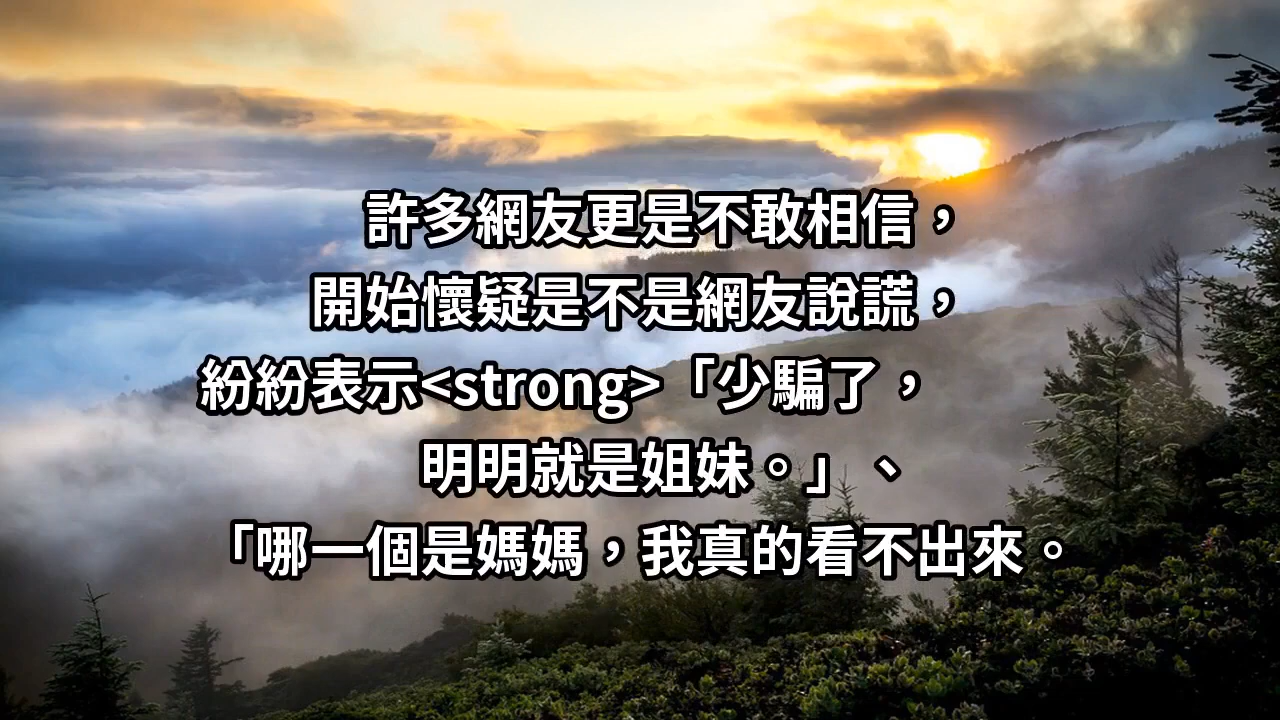 許多網友更是不敢相信，
開始懷疑是不是網友說謊，
紛紛表示<strong>「少騙了，
明明就是姐妹。」、
「哪一個是媽媽，我真的看不出來。